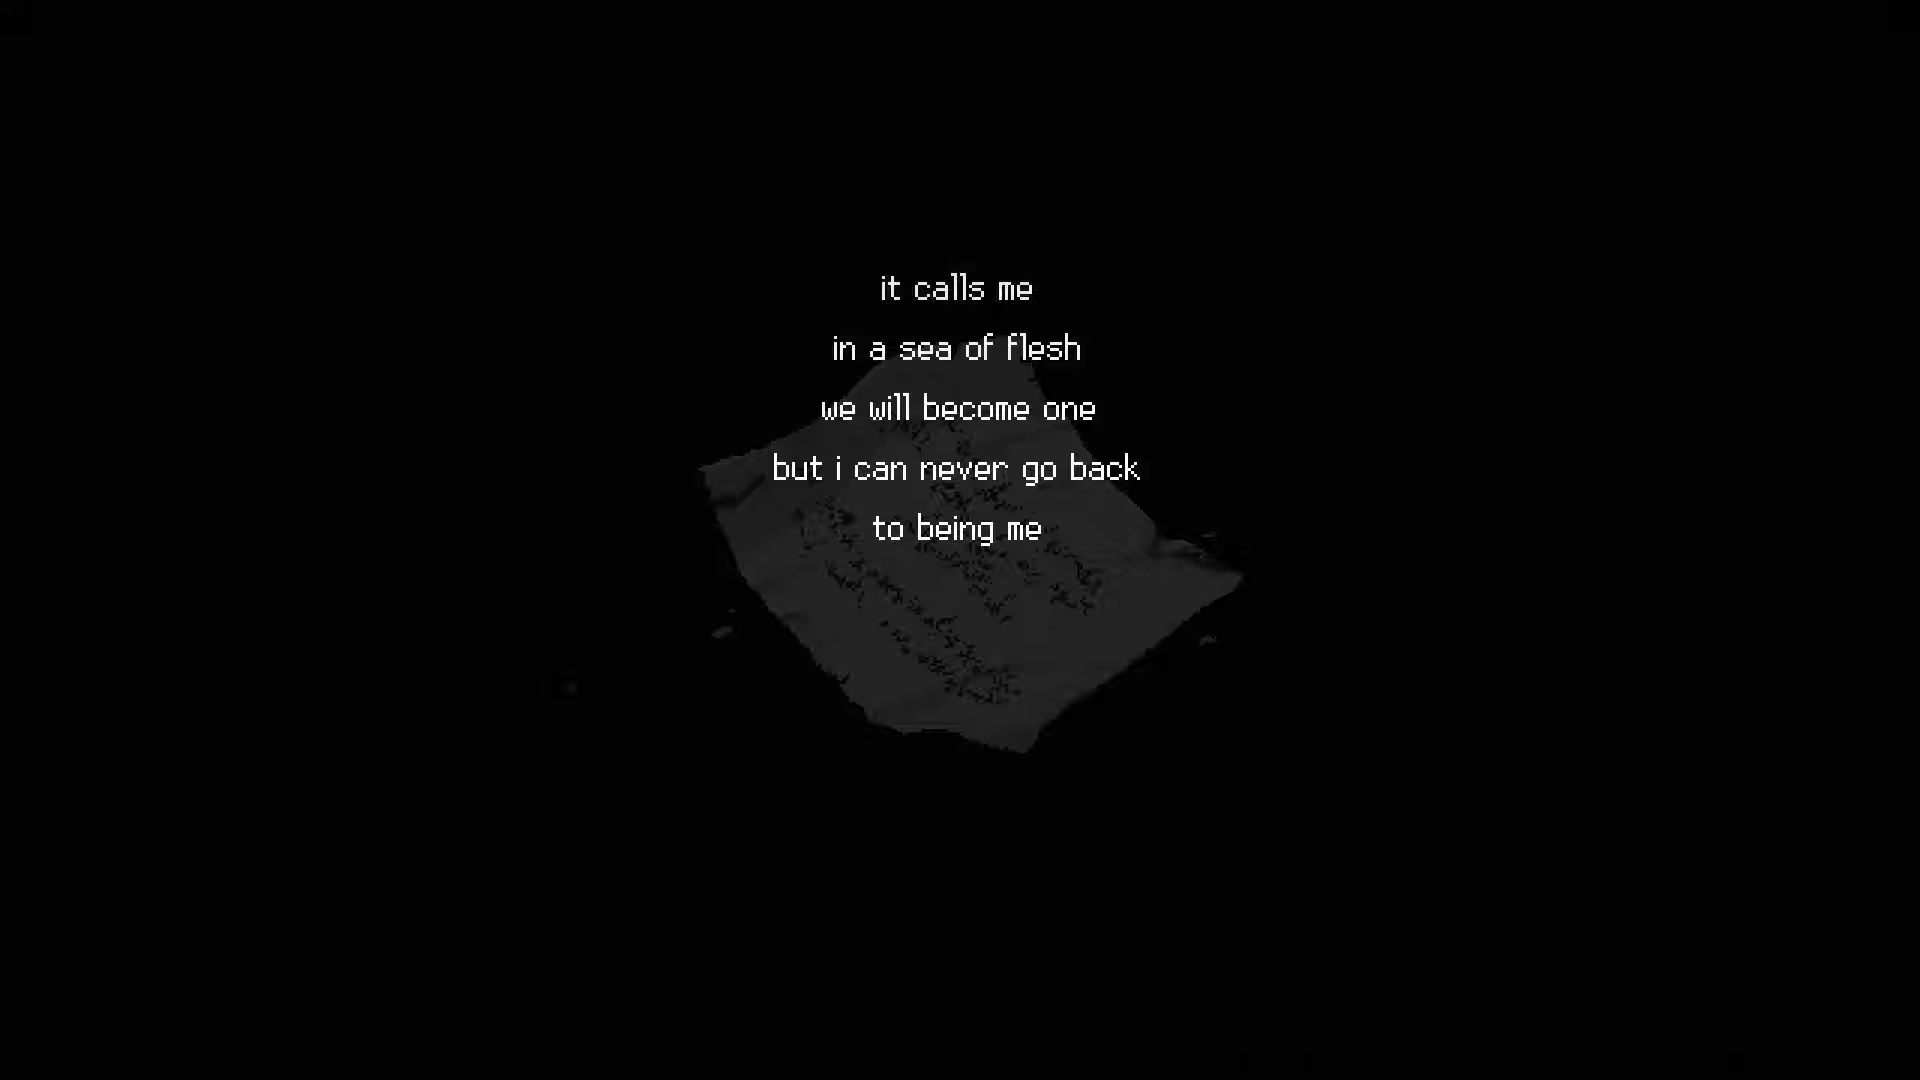 it calls me
in a sea of flesh
we will become one
but i can never go back
to being me